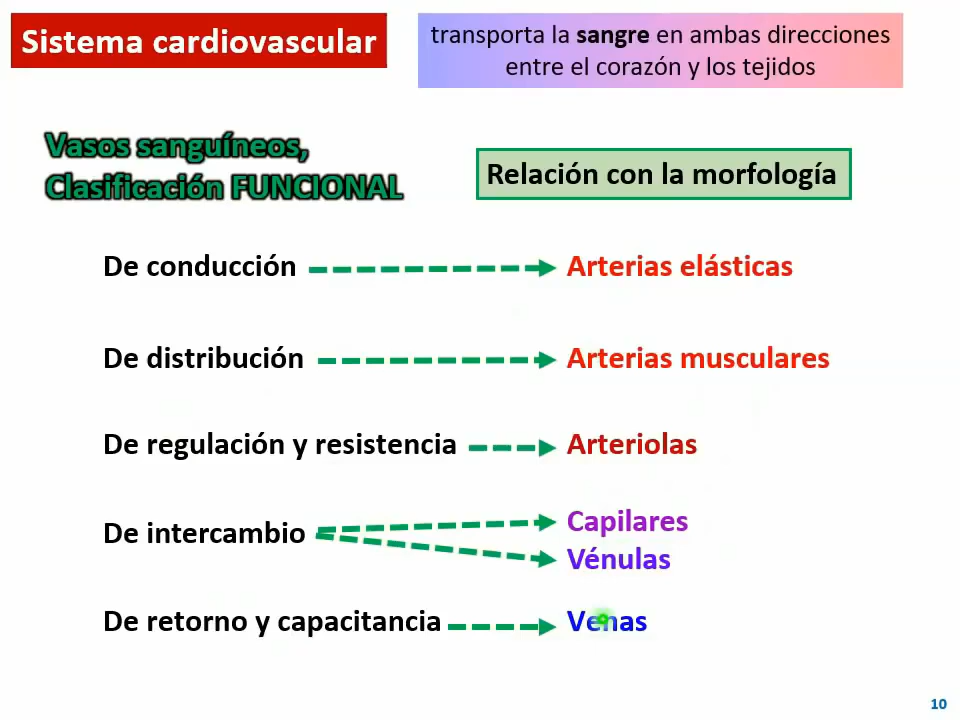 Sistema cardiovascular
transporta la sangre en ambas direcciones
entre el corazón y los tejidos
Vasos sanguíneos,
Clasificación FUNCIONAL
Relación con la morfología
De conducción
Arterias elásticas
De distribución
Arterias musculares
De regulación y resistencia
Arteriolas
De intercambio
Capilares
Vénulas
De retorno y capacitancia
Venas
10